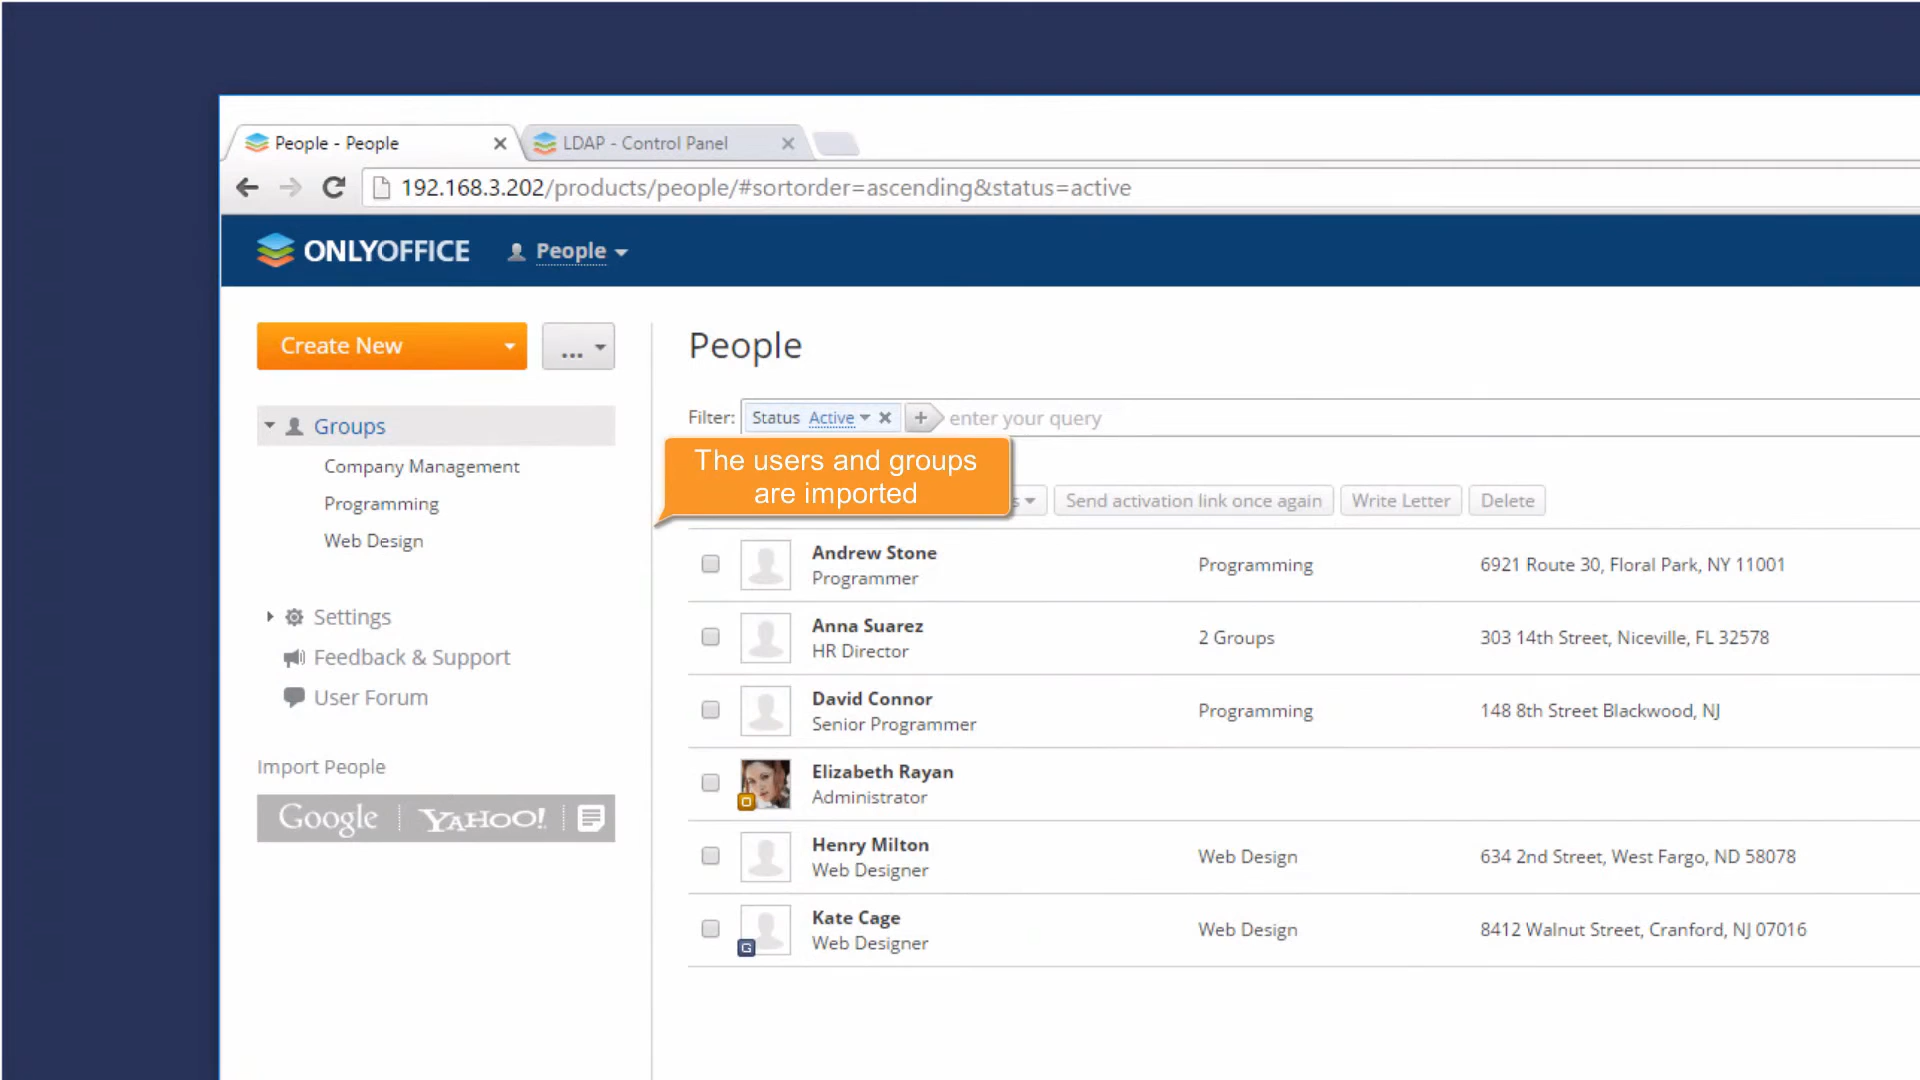 People - People
LDAP - Control Panel
192.168.3.202/products/people/#sortorder=ascending&status=active
ONLYOFFICE People
Create New ...
People
Filter: Status Active enter your query
Groups
Company Management
Programming
Web Design
Settings
Feedback & Support
User Forum
Import People
Google YAHOO!
The users and groups
are imported
s Send activation link once again Write Letter Delete
Andrew Stone
Programmer
Programming
6921 Route 30, Floral Park, NY 11001
Anna Suarez
HR Director
2 Groups
303 14th Street, Niceville, FL 32578
David Connor
Senior Programmer
Programming
148 8th Street Blackwood, NJ
Elizabeth Rayan
Administrator
O
Henry Milton
Web Designer
Web Design
634 2nd Street, West Fargo, ND 58078
Kate Cage
Web Designer
G
Web Design
8412 Walnut Street, Cranford, NJ 07016